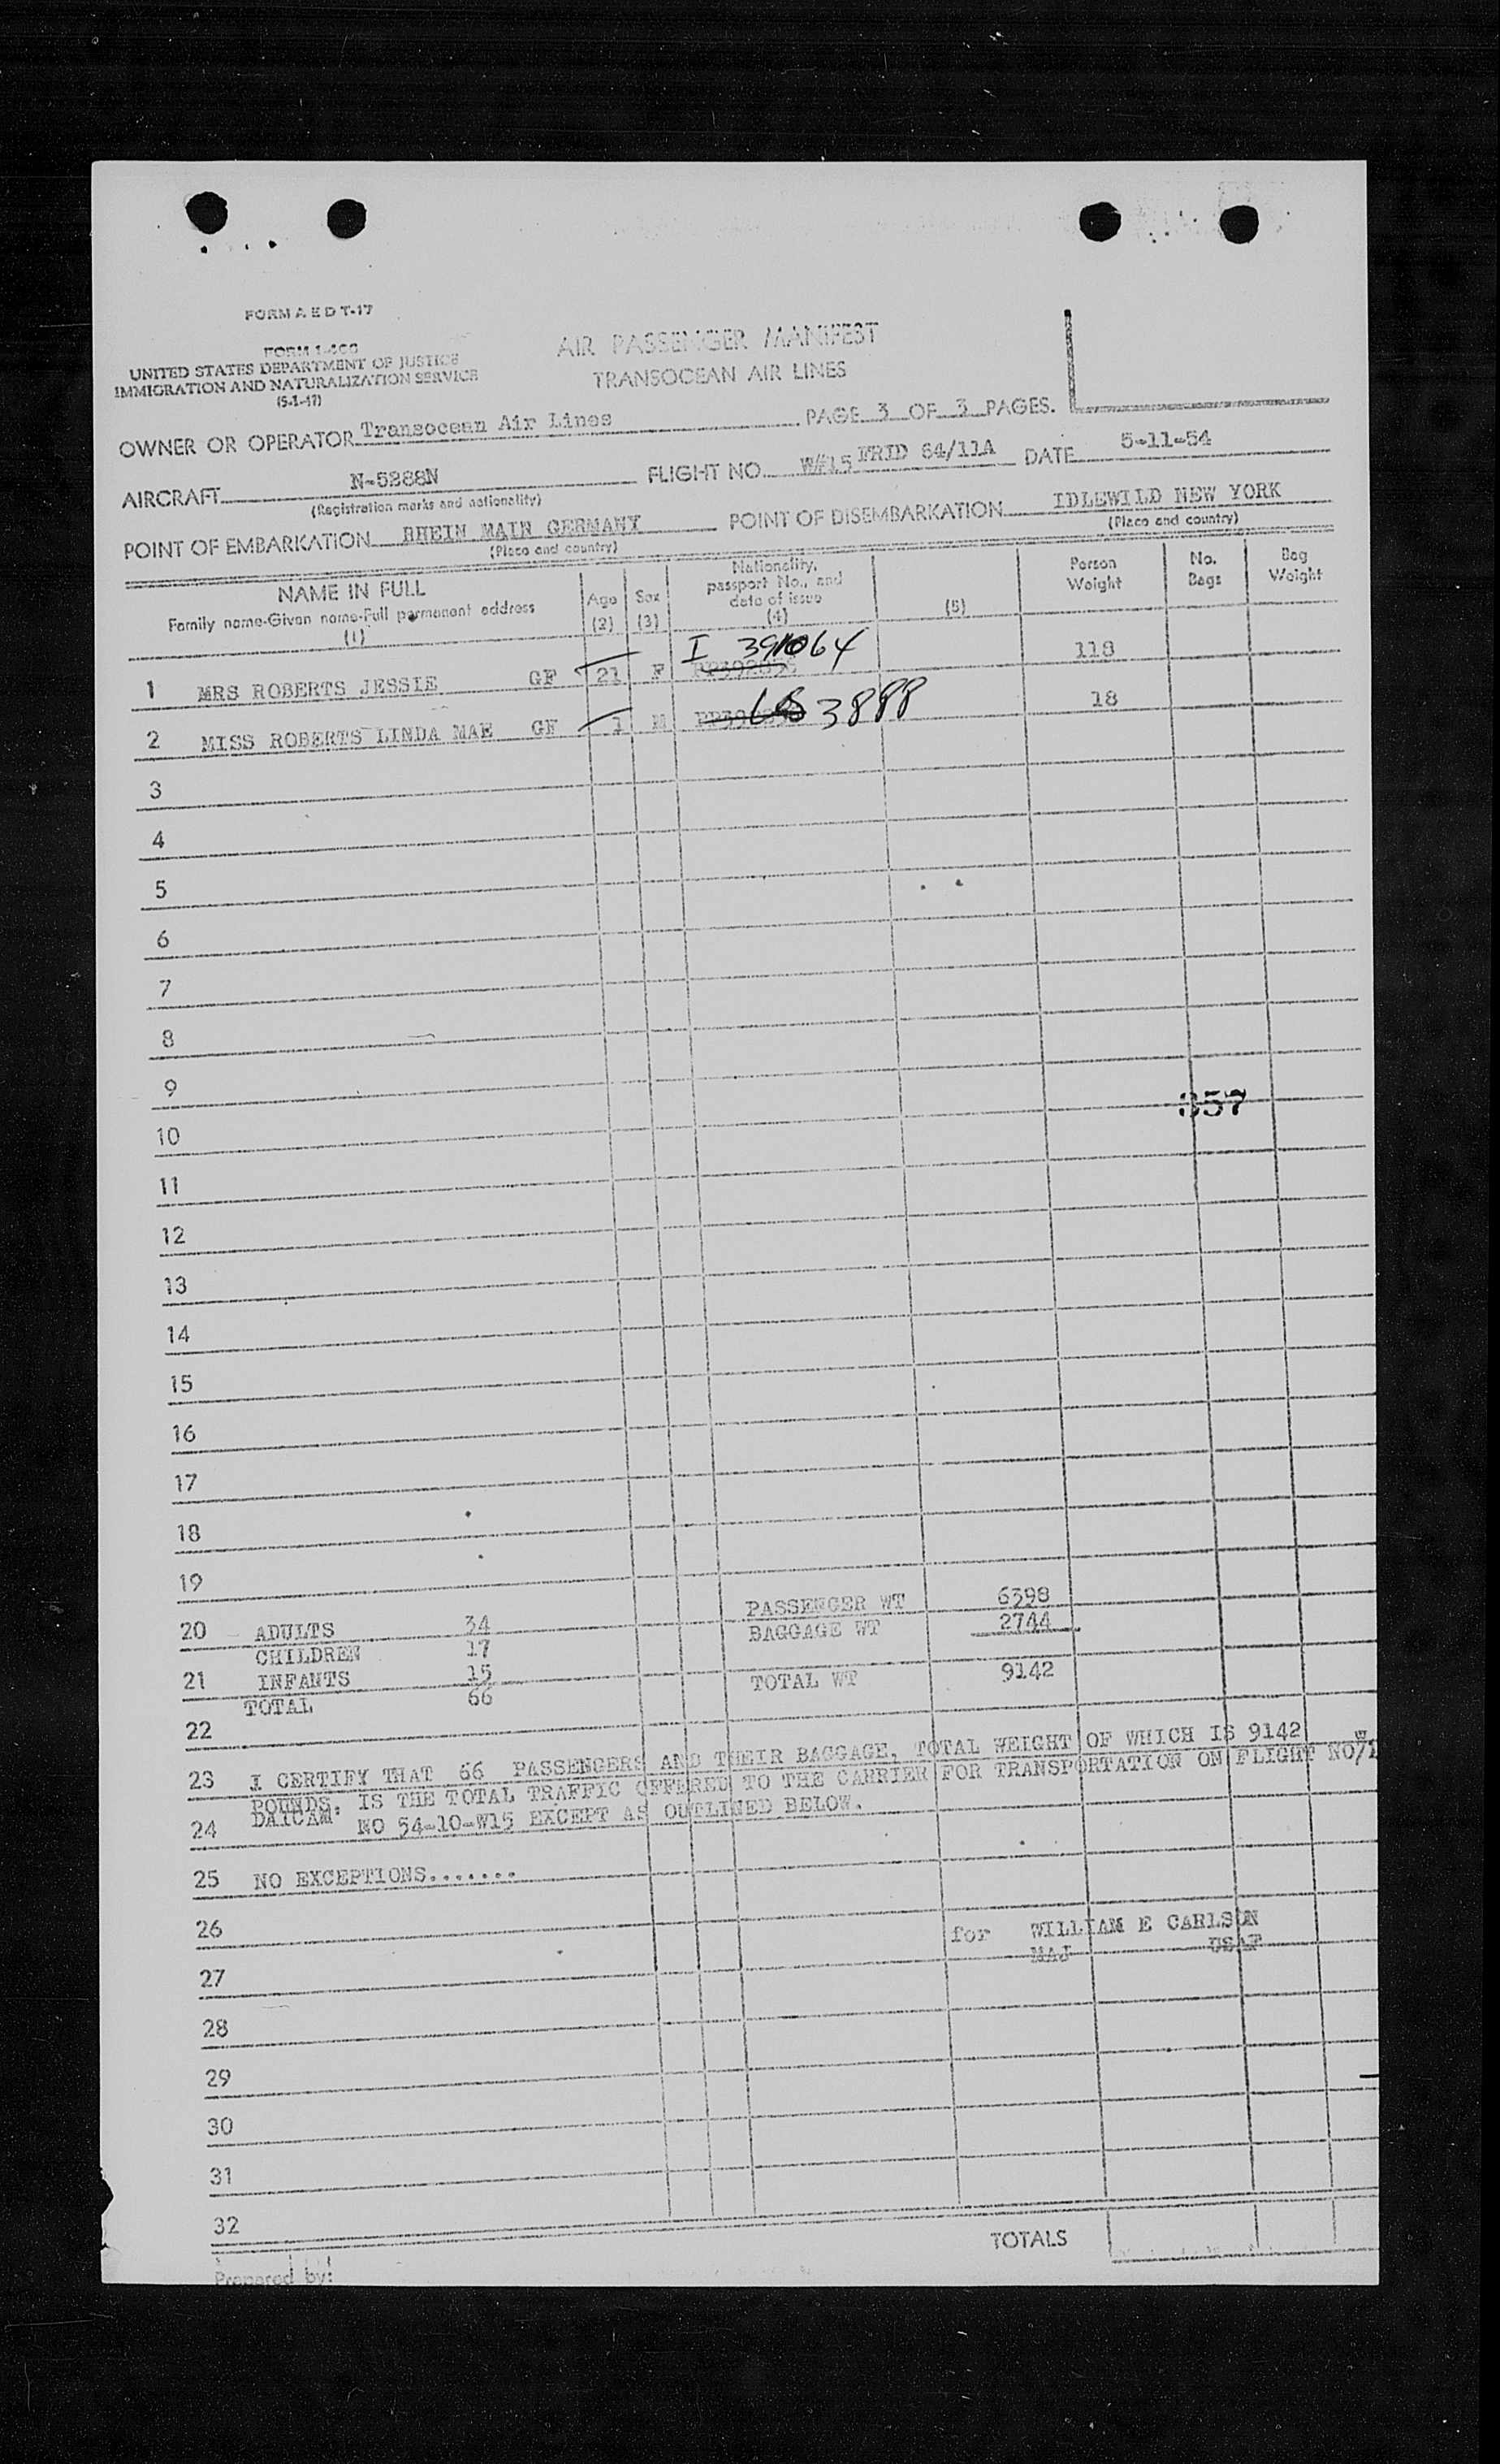 FORM A E D T-17
FORM I-466
UNITED STATES DEPARTMENT OF JUSTICE
IMMIGRATION AND NATURALIZATION SERVICE
(5-1-47)
AIR PASSENGER MANIFEST
TRANSOCEAN AIR LINES
OWNER OR OPERATOR Transocean Air Lines PAGE 3 OF 3 PAGES.
AIRCRAFT N-5288N FLIGHT NO. W#15 FRID 64/11A DATE 5-11-54
(Registration marks and nationality)
POINT OF EMBARKATION RHEIN MAIN GERMANY POINT OF DISEMBARKATION IDLEWILD NEW YORK
(Place and country) (Place and country)
NAME IN FULL Age Sex Nationality, passport No., and date of issue Person Weight No. Bags Bag Weight
Family name-Given name-Full permanent address
(1) (2) (3) (4) (5)
I 391064
1 MRS ROBERTS JESSIE GF 21 F 118
2 MISS ROBERTS LINDA MAE GF 1 M 3888 18
3
4
5
6
7
8
9
357
10
11
12
13
14
15
16
17
18
19
PASSENGER WT 6398
20 ADULTS 34 BAGGAGE WT 2744
CHILDREN 17
21 INFANTS 15 TOTAL WT 9142
TOTAL 66
22
23 I CERTIFY THAT 66 PASSENGERS AND THEIR BAGGAGE, TOTAL WEIGHT OF WHICH IS 9142
POUNDS, IS THE TOTAL TRAFFIC OFFERED TO THE CARRIER FOR TRANSPORTATION ON FLIGHT NO W/1
24 DAICAM NO 54-10-W15 EXCEPT AS OUTLINED BELOW.
25 NO EXCEPTIONS.......
26 for WILLIAM E CARLSON
27 MAJ USAF
28
29
30
31
32
TOTALS
Prepared by: